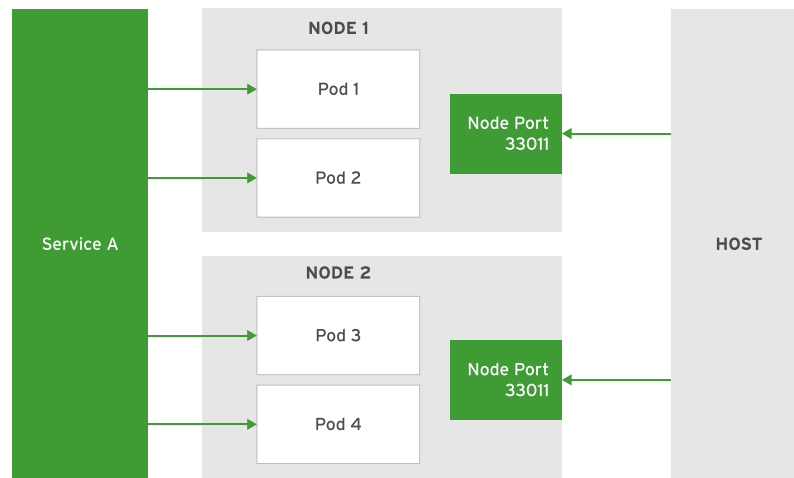 NODE 1
Pod 1
Node Port
33011
Pod 2
Service A
HOST
NODE 2
Pod 3
Node Port
33011
Pod 4